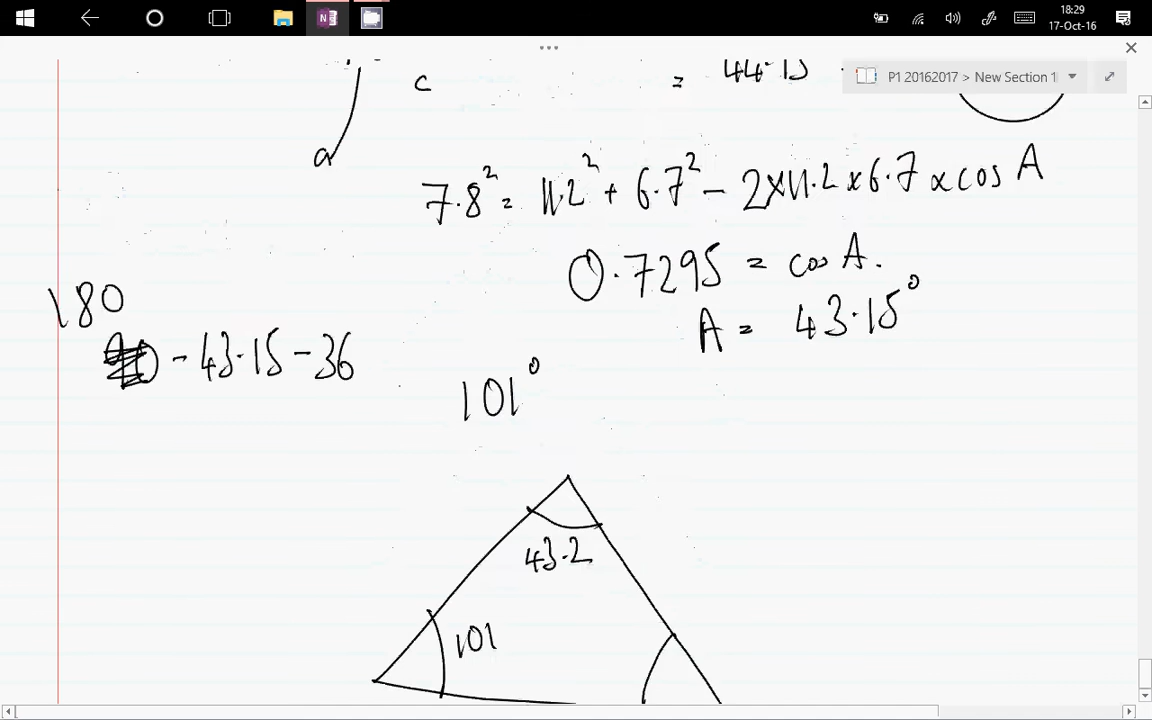 18:29
17-Oct-16
P1 20162017 > New Section 1
c = 44.15
a
7.8² = 11.2² + 6.7² - 2×11.2×6.7×cos A
0.7295 = cos A.
A = 43.15°
180
- 43.15 - 36
101°
43.2
101